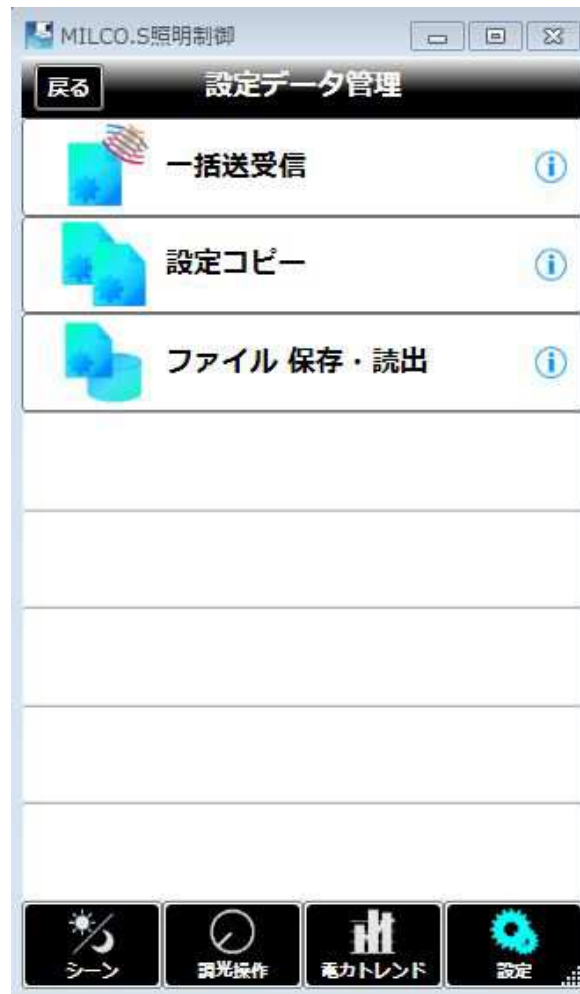 MILCO.S照明制御
戻る 設定データ管理
一括送受信
設定コピー
ファイル 保存・読出
シーン 調光操作 電力トレンド 設定